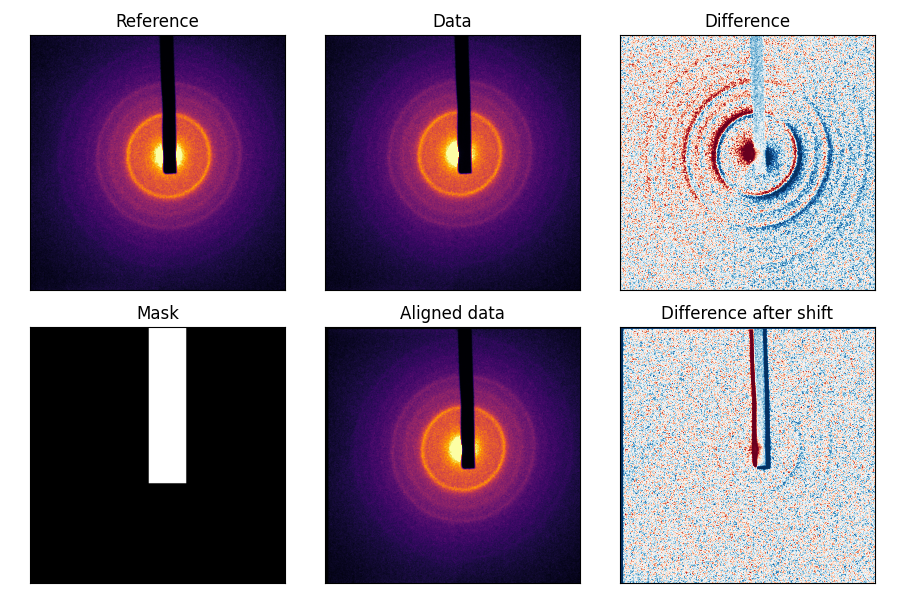 Reference
Data
Difference
Mask
Aligned data
Difference after shift